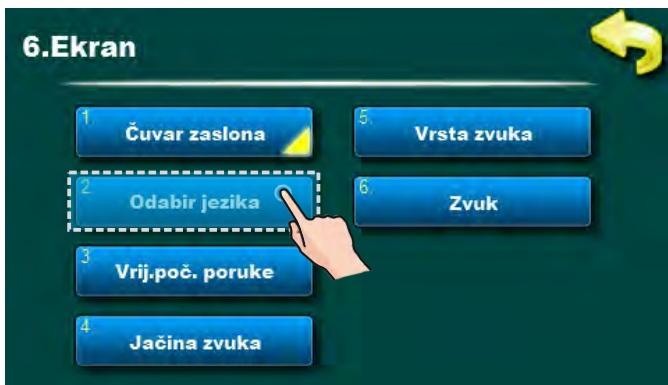 6.Ekran
1.
Čuvar zaslona
2
Odabir jezika
3
Vrij.poč. poruke
4
Jačina zvuka
5.
Vrsta zvuka
6.
Zvuk